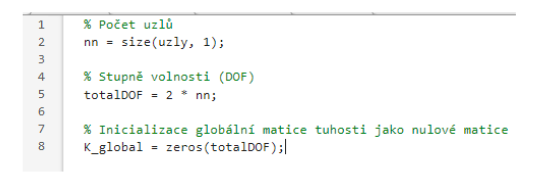 1 % Počet uzlů
2 nn = size(uzly, 1);
3
4 % Stupně volnosti (DOF)
5 totalDOF = 2 * nn;
6
7 % Inicializace globální matice tuhosti jako nulové matice
8 K_global = zeros(totalDOF);